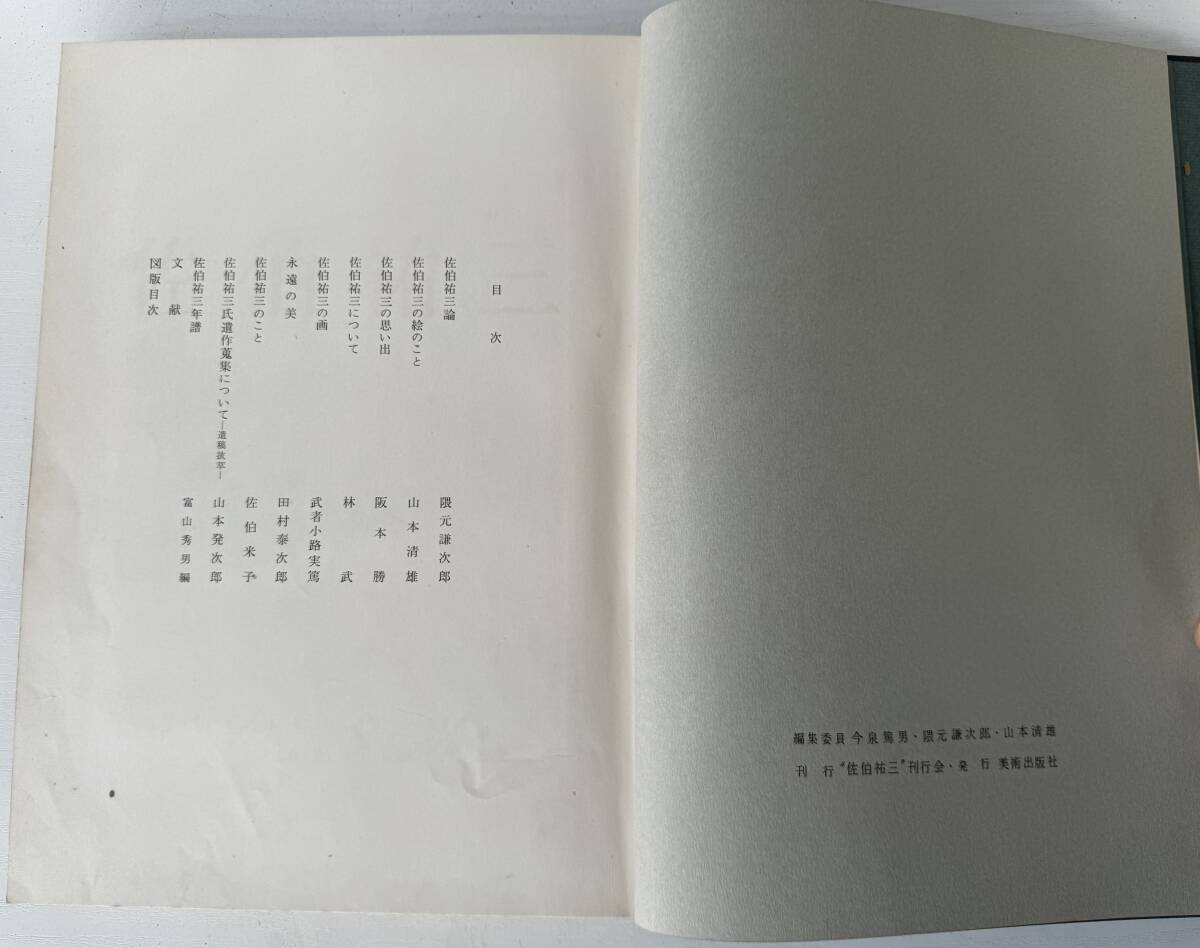 編集委員 今泉篤男・隈元謙次郎・山本清雄
刊 行 “佐伯祐三”刊行会・発 行 美術出版社
目 次
佐伯祐三論 隈元謙次郎
佐伯祐三の絵のこと 山本清雄
佐伯祐三の思い出 阪本勝
佐伯祐三について 林武
佐伯祐三の画 武者小路実篤
永遠の美 田村泰次郎
佐伯祐三のこと 佐伯米子
佐伯祐三氏遺作蒐集について―遺稿抜萃― 山本発次郎
佐伯祐三年譜 富山秀男編
文 献
図版目次